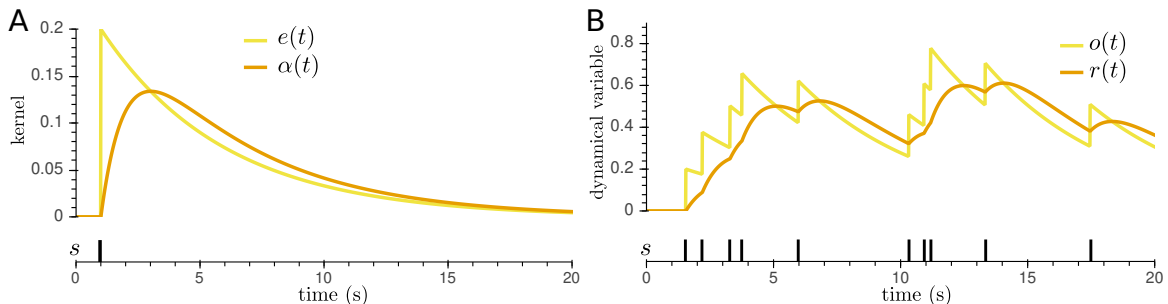 A
B
e(t)
α(t)
o(t)
r(t)
kernel
0.2
0.15
0.1
0.05
0
dynamical variable
0.8
0.6
0.4
0.2
0
s
0 5 10 15 20
time (s)
s
0 5 10 15 20
time (s)